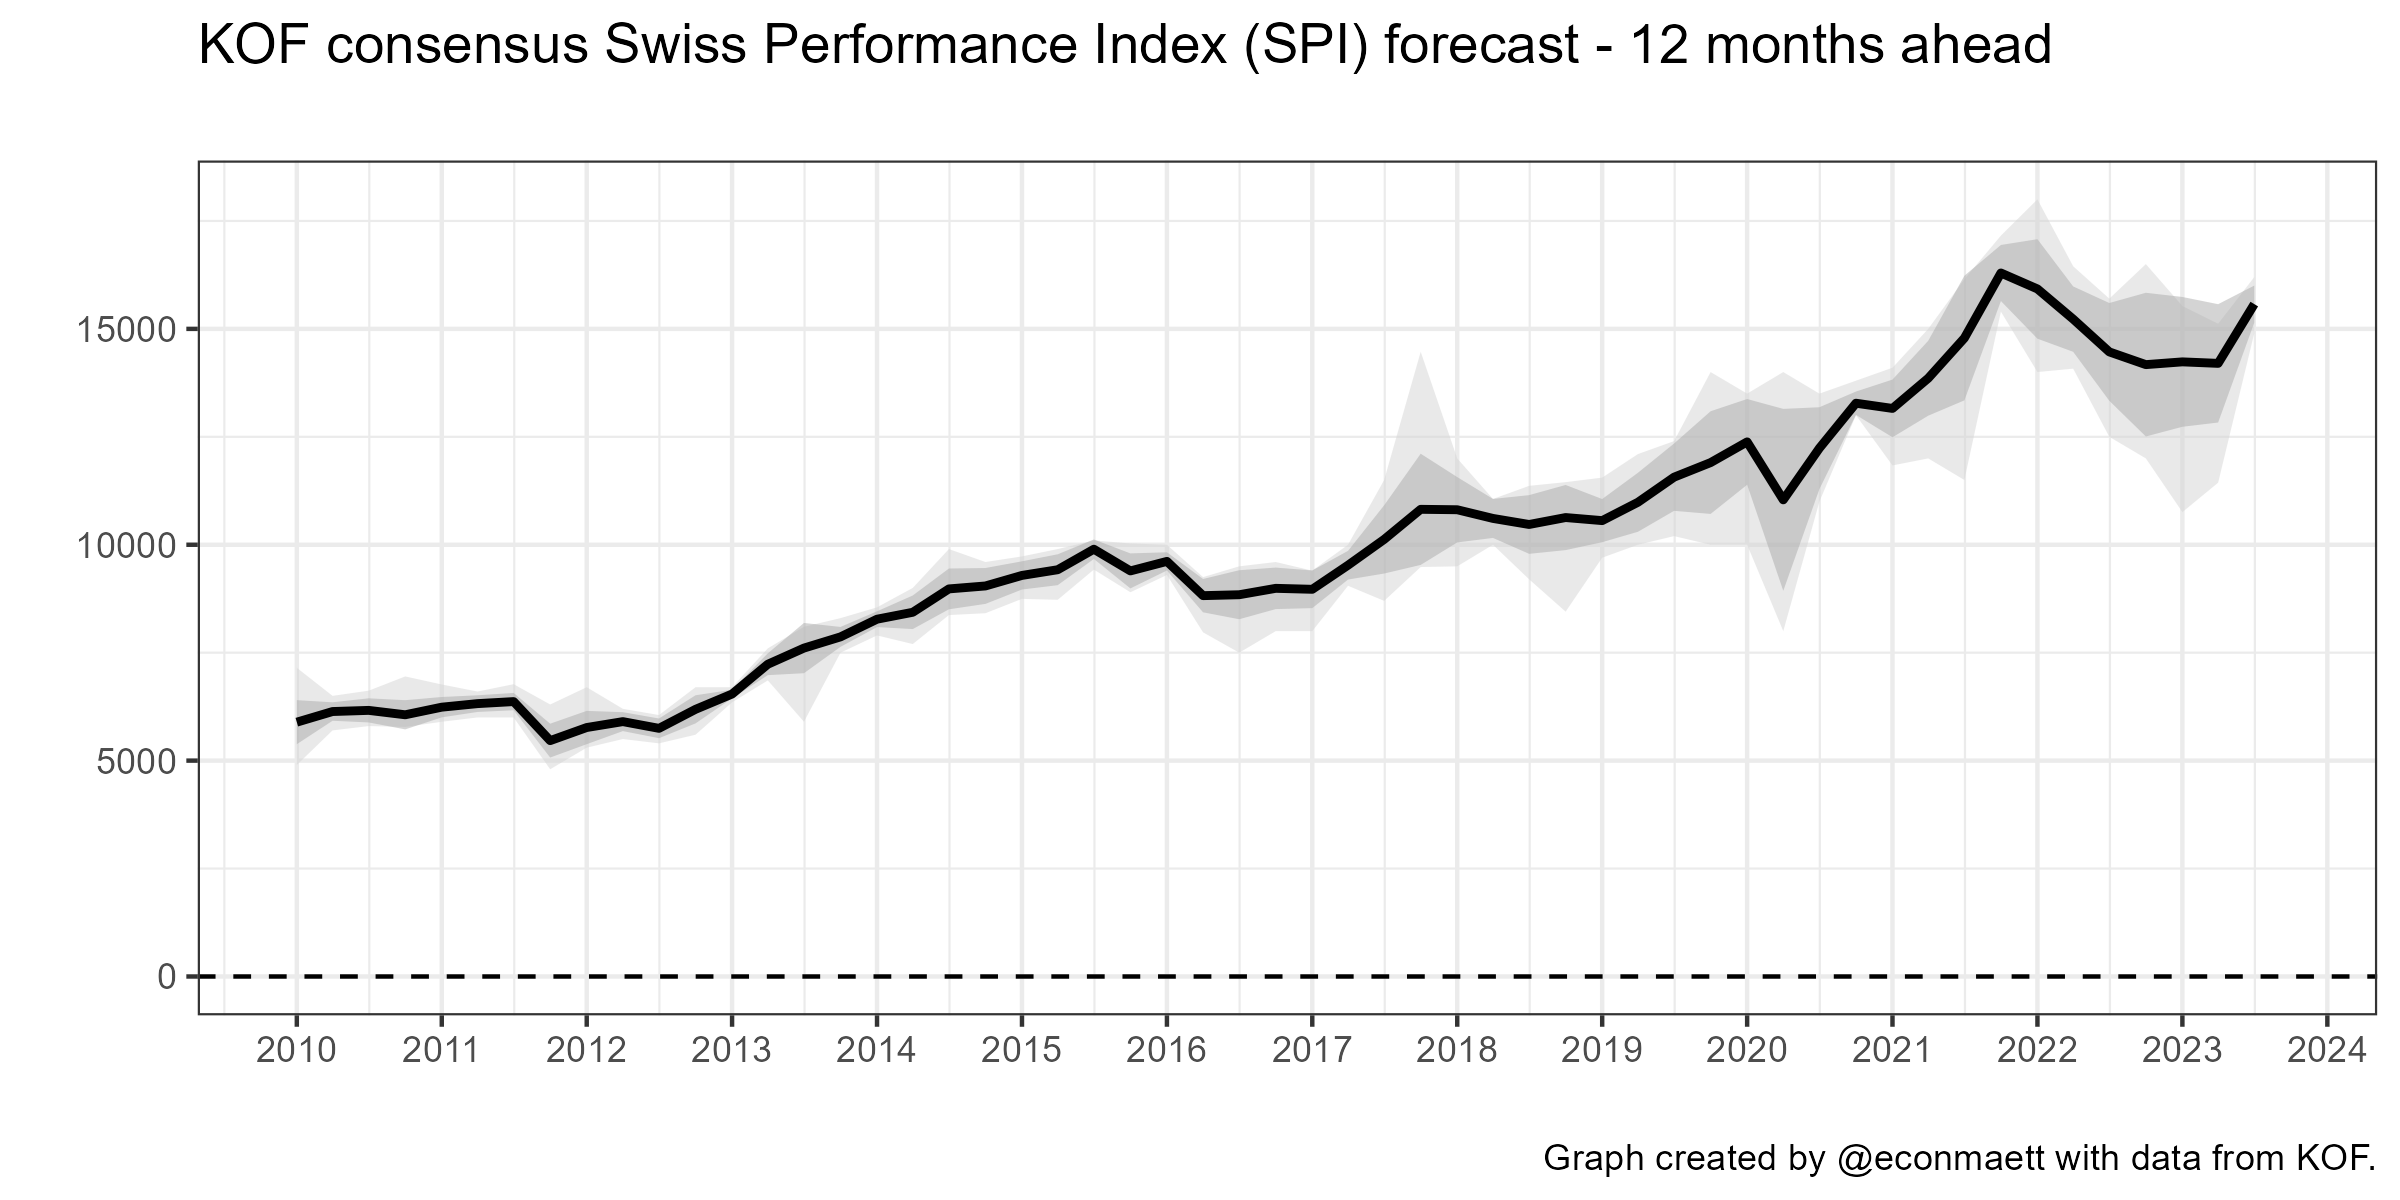 KOF consensus Swiss Performance Index (SPI) forecast - 12 months ahead
15000
10000
5000
0
2010 2011 2012 2013 2014 2015 2016 2017 2018 2019 2020 2021 2022 2023 2024
Graph created by @econmaett with data from KOF.